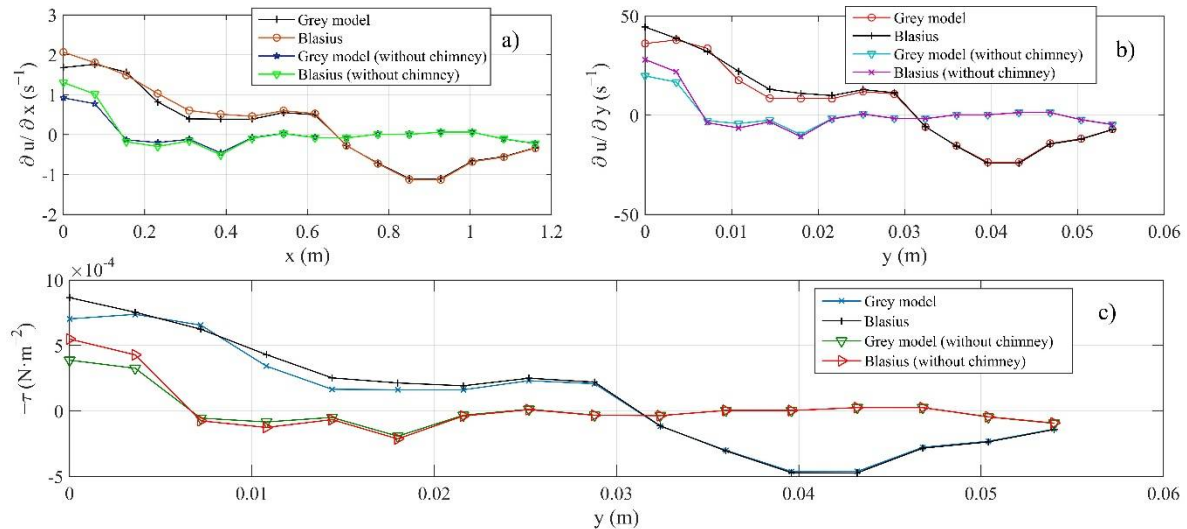 Grey model
Blasius
Grey model (without chimney)
Blasius (without chimney)
a)
3
2
1
0
-1
-2
∂ u/ ∂ x (s⁻¹)
0
0.2
0.4
0.6
0.8
1
1.2
x (m)
Grey model
Blasius
Grey model (without chimney)
Blasius (without chimney)
b)
50
0
-50
∂ u/ ∂ y (s⁻¹)
0
0.01
0.02
0.03
0.04
0.05
0.06
y (m)
×10⁻⁴
Grey model
Blasius
Grey model (without chimney)
Blasius (without chimney)
c)
10
5
0
-5
−τ (N·m⁻²)
0
0.01
0.02
0.03
0.04
0.05
0.06
y (m)